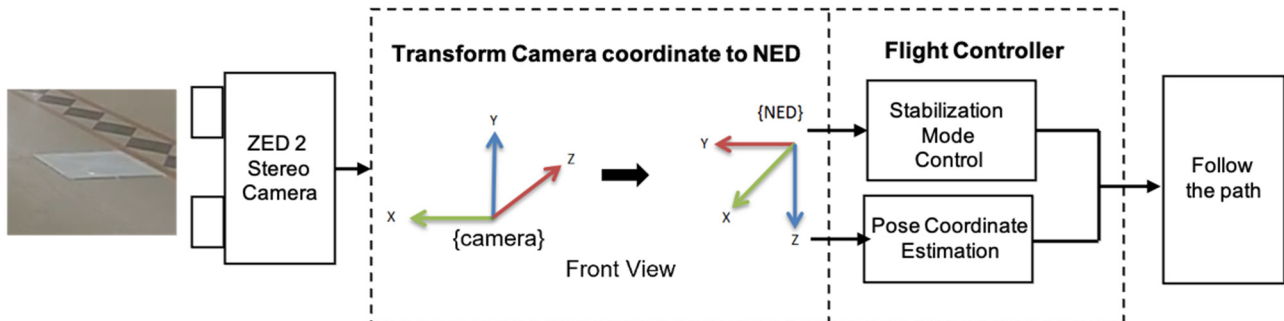 Transform Camera coordinate to NED
Flight Controller
ZED 2
Stereo
Camera
Y
Z
X
{camera}
Front View
{NED}
Y
X
Z
Stabilization
Mode
Control
Pose Coordinate
Estimation
Follow
the path